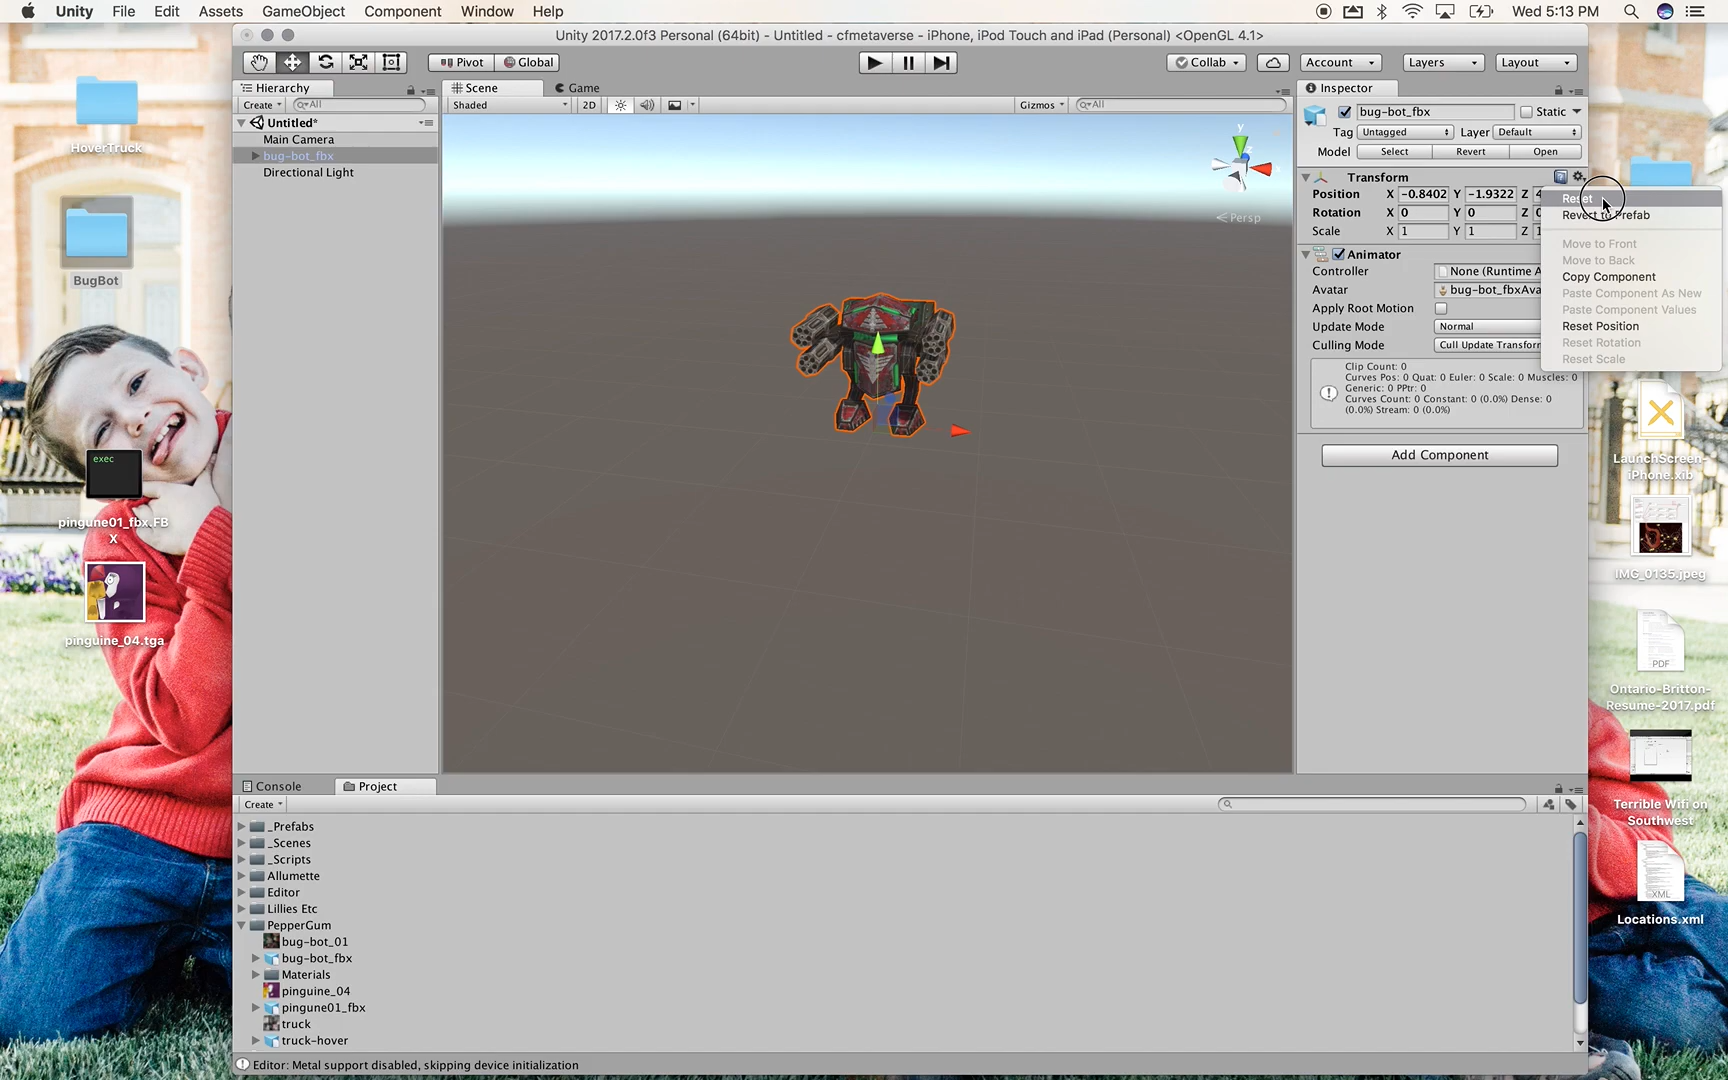 Unity File Edit Assets GameObject Component Window Help
Wed 5:13 PM
Unity 2017.2.0f3 Personal (64bit) - Untitled - cfmetaverse - iPhone, iPod Touch and iPad (Personal) <OpenGL 4.1>
Pivot Global
Collab Account Layers Layout
Hierarchy
Create All
Untitled*
Main Camera
bug-bot_fbx
Directional Light
Scene Game
Shaded 2D Gizmos All
y
x
z
Persp
Inspector
bug-bot_fbx Static
Tag Untagged Layer Default
Model Select Revert Open
Transform
Position X -0.8402 Y -1.9322 Z 4
Rotation X 0 Y 0 Z 0
Scale X 1 Y 1 Z 1
Animator
Controller None (Runtime A
Avatar bug-bot_fbxAva
Apply Root Motion
Update Mode Normal
Culling Mode Cull Update Transform
Clip Count: 0
Curves Pos: 0 Quat: 0 Euler: 0 Scale: 0 Muscles: 0
Generic: 0 PPtr: 0
Curves Count: 0 Constant: 0 (0.0%) Dense: 0
(0.0%) Stream: 0 (0.0%)
Add Component
Reset
Revert to Prefab
Move to Front
Move to Back
Copy Component
Paste Component As New
Paste Component Values
Reset Position
Reset Rotation
Reset Scale
Console Project
Create
_Prefabs
_Scenes
_Scripts
Allumette
Editor
Lillies Etc
PepperGum
bug-bot_01
bug-bot_fbx
Materials
pinguine_04
pingune01_fbx
truck
truck-hover
Editor: Metal support disabled, skipping device initialization
HoverTruck
BugBot
exec
pingune01_fbx.FB
X
pinguine_04.tga
LaunchScreen-
iPhone.xib
IMG_0135.jpeg
PDF
Ontario-Britton-
Resume-2017.pdf
Terrible Wifi on
Southwest
XML
Locations.xml